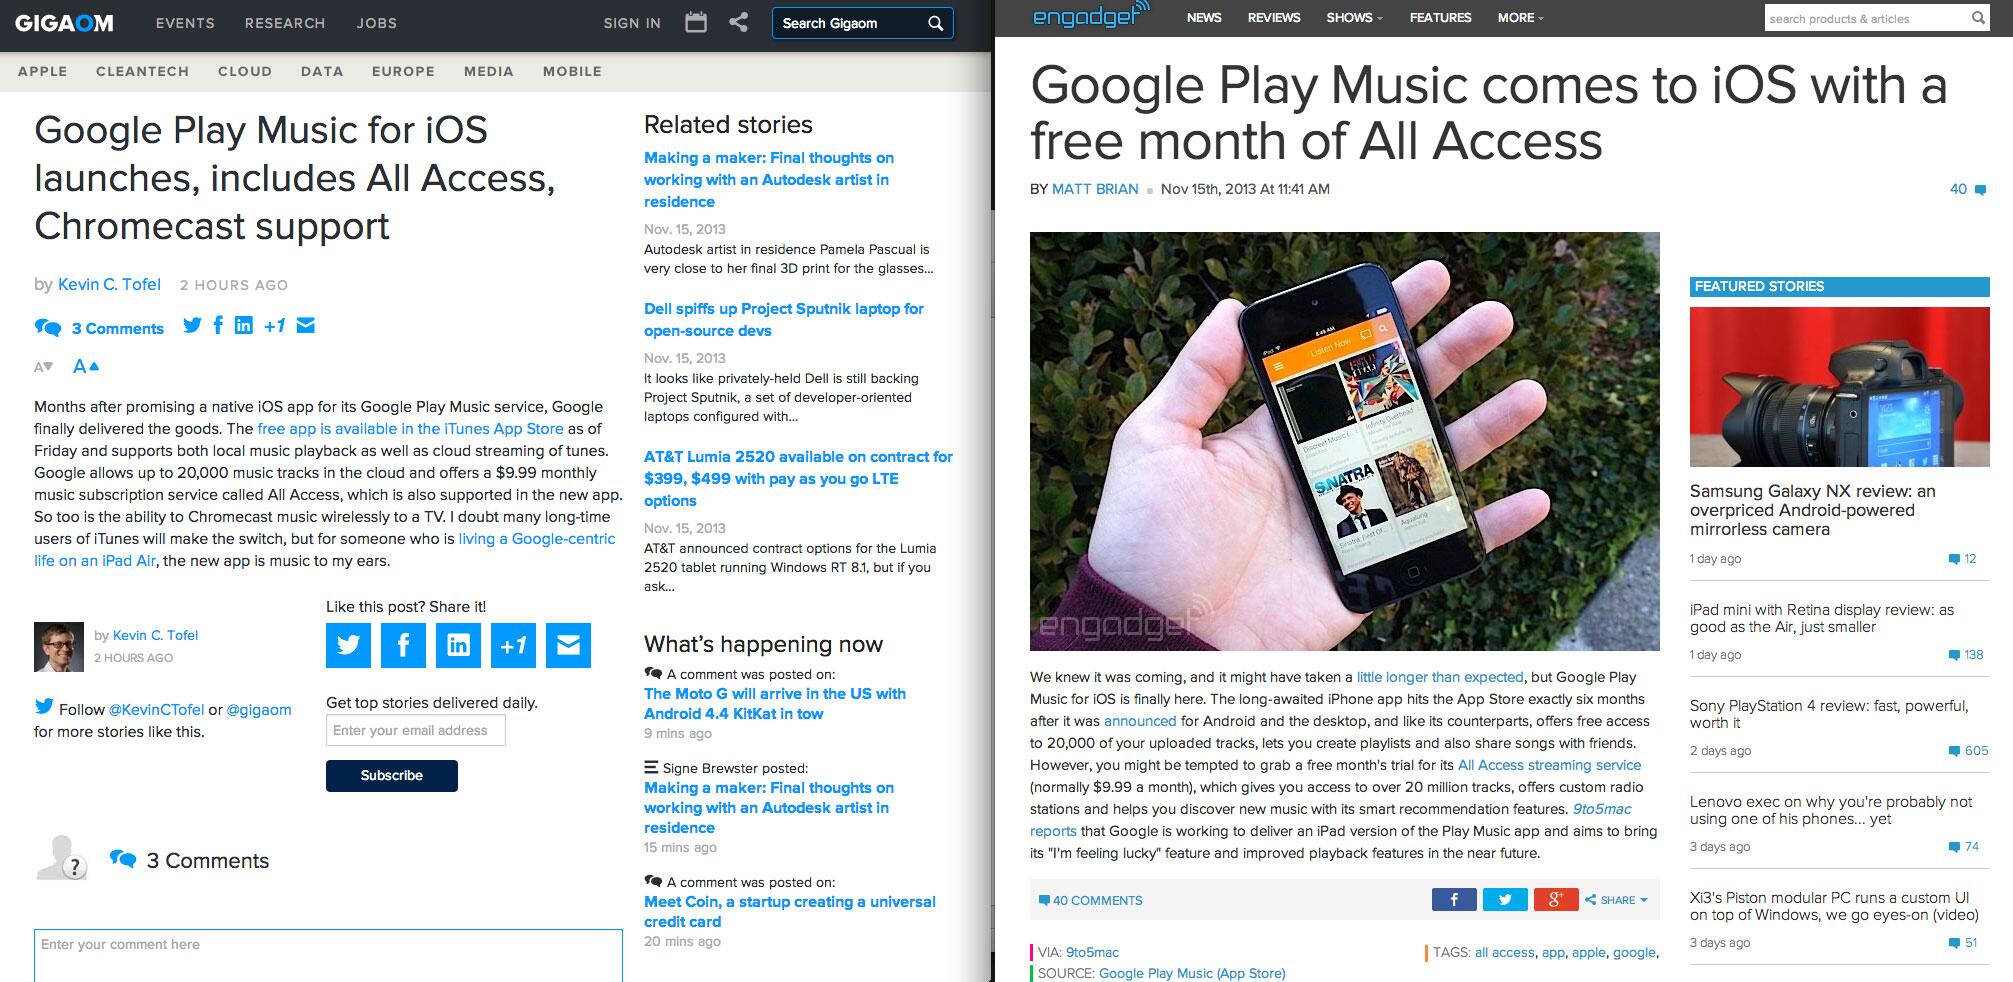 GIGAOM EVENTS RESEARCH JOBS SIGN IN Search Gigaom
APPLE CLEANTECH CLOUD DATA EUROPE MEDIA MOBILE
Google Play Music for iOS
launches, includes All Access,
Chromecast support
by Kevin C. Tofel 2 HOURS AGO
3 Comments f in +1
A▼ A▲
Months after promising a native iOS app for its Google Play Music service, Google
finally delivered the goods. The free app is available in the iTunes App Store as of
Friday and supports both local music playback as well as cloud streaming of tunes.
Google allows up to 20,000 music tracks in the cloud and offers a $9.99 monthly
music subscription service called All Access, which is also supported in the new app.
So too is the ability to Chromecast music wirelessly to a TV. I doubt many long-time
users of iTunes will make the switch, but for someone who is living a Google-centric
life on an iPad Air, the new app is music to my ears.
by Kevin C. Tofel
2 HOURS AGO
Follow @KevinCTofel or @gigaom
for more stories like this.
Like this post? Share it!
f in +1
Get top stories delivered daily.
Enter your email address
Subscribe
? 3 Comments
Enter your comment here
Related stories
Making a maker: Final thoughts on
working with an Autodesk artist in
residence
Nov. 15, 2013
Autodesk artist in residence Pamela Pascual is
very close to her final 3D print for the glasses...
Dell spiffs up Project Sputnik laptop for
open-source devs
Nov. 15, 2013
It looks like privately-held Dell is still backing
Project Sputnik, a set of developer-oriented
laptops configured with...
AT&T Lumia 2520 available on contract for
$399, $499 with pay as you go LTE
options
Nov. 15, 2013
AT&T announced contract options for the Lumia
2520 tablet running Windows RT 8.1, but if you
ask...
What's happening now
A comment was posted on:
The Moto G will arrive in the US with
Android 4.4 KitKat in tow
9 mins ago
Signe Brewster posted:
Making a maker: Final thoughts on
working with an Autodesk artist in
residence
15 mins ago
A comment was posted on:
Meet Coin, a startup creating a universal
credit card
20 mins ago
engadget NEWS REVIEWS SHOWS FEATURES MORE search products & articles
Google Play Music comes to iOS with a
free month of All Access
BY MATT BRIAN Nov 15th, 2013 At 11:41 AM 40
iPod 8:48 AM
Listen Now
Discreet Music (
Infinity Overhead
SINATRA
Sinatra, Best Of
Aqualung
engadget
We knew it was coming, and it might have taken a little longer than expected, but Google Play
Music for iOS is finally here. The long-awaited iPhone app hits the App Store exactly six months
after it was announced for Android and the desktop, and like its counterparts, offers free access
to 20,000 of your uploaded tracks, lets you create playlists and also share songs with friends.
However, you might be tempted to grab a free month's trial for its All Access streaming service
(normally $9.99 a month), which gives you access to over 20 million tracks, offers custom radio
stations and helps you discover new music with its smart recommendation features. 9to5mac
reports that Google is working to deliver an iPad version of the Play Music app and aims to bring
its "I'm feeling lucky" feature and improved playback features in the near future.
40 COMMENTS f g+ SHARE
VIA: 9to5mac
SOURCE: Google Play Music (App Store)
TAGS: all access, app, apple, google,
FEATURED STORIES
Samsung Galaxy NX review: an
overpriced Android-powered
mirrorless camera
1 day ago 12
iPad mini with Retina display review: as
good as the Air, just smaller
1 day ago 138
Sony PlayStation 4 review: fast, powerful,
worth it
2 days ago 605
Lenovo exec on why you're probably not
using one of his phones... yet
3 days ago 74
Xi3's Piston modular PC runs a custom UI
on top of Windows, we go eyes-on (video)
3 days ago 51